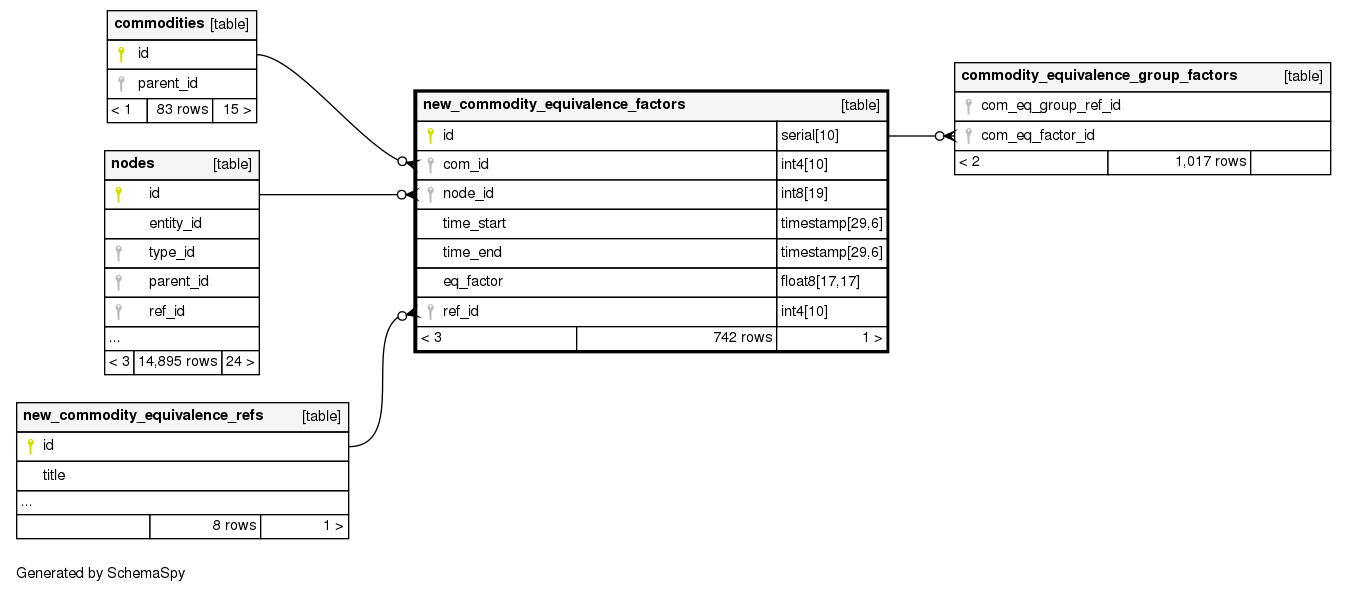 commodities [table]
id
parent_id
< 1 83 rows 15 >
nodes [table]
id
entity_id
type_id
parent_id
ref_id
...
< 3 14,895 rows 24 >
new_commodity_equivalence_refs [table]
id
title
...
8 rows 1 >
new_commodity_equivalence_factors [table]
id serial[10]
com_id int4[10]
node_id int8[19]
time_start timestamp[29,6]
time_end timestamp[29,6]
eq_factor float8[17,17]
ref_id int4[10]
< 3 742 rows 1 >
commodity_equivalence_group_factors [table]
com_eq_group_ref_id
com_eq_factor_id
< 2 1,017 rows
Generated by SchemaSpy